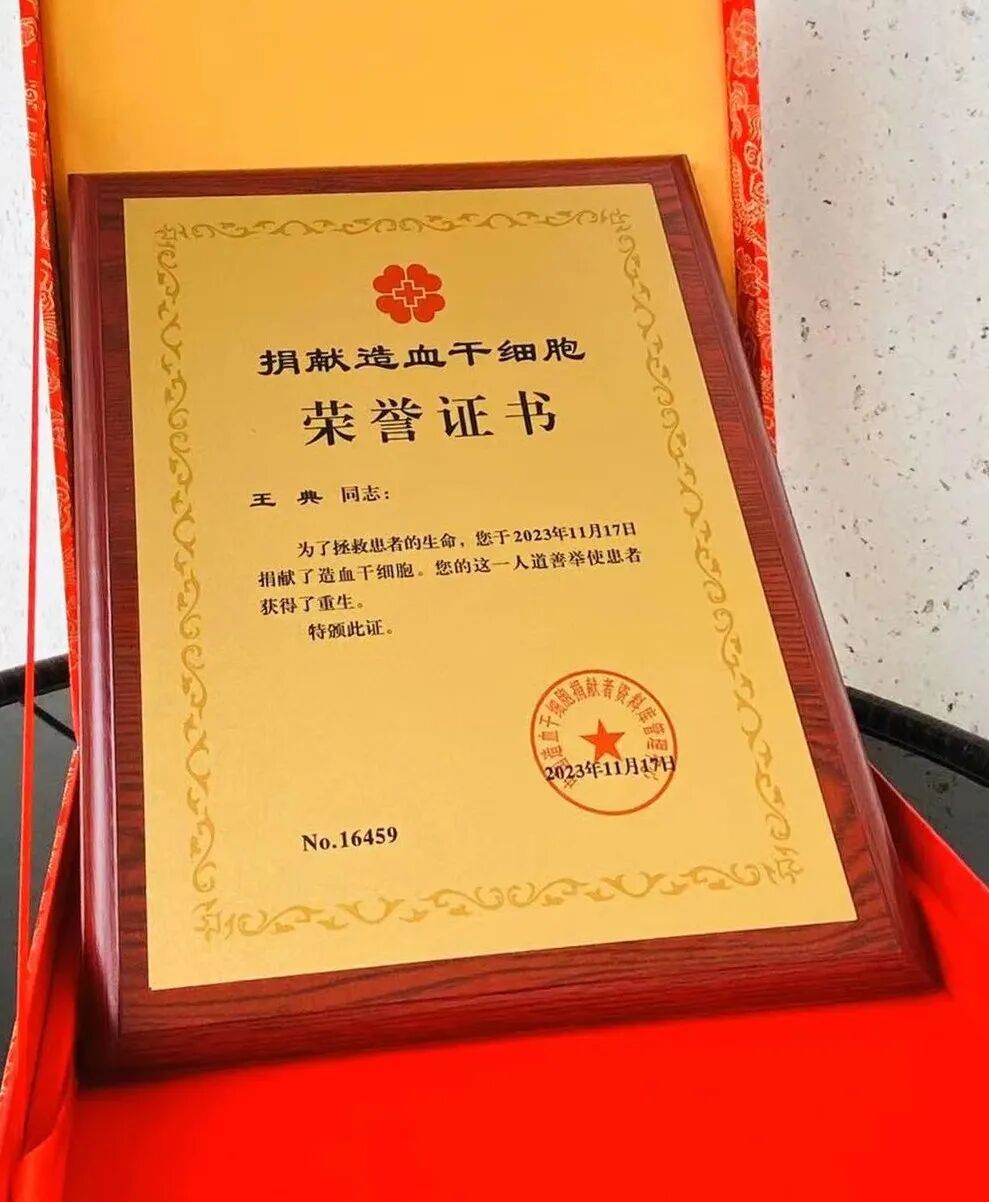 捐献造血干细胞
荣誉证书
王 典 同志：
为了拯救患者的生命，您于2023年11月17日
捐献了造血干细胞。您的这一人道善举使患者
获得了重生。
特颁此证。
造血干细胞捐献者资料库管理
2023年11月17日
No.16459